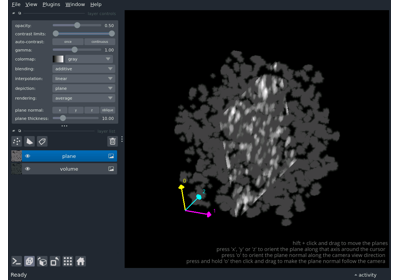 File View Plugins Window Help
opacity: 0.50
contrast limits:
auto-contrast: once continuous
gamma: 1.00
colormap: gray
blending: additive
interpolation: linear
depiction: plane
rendering: average
plane normal: x y z oblique
plane thickness: 10.00
plane
volume
shift + click and drag to move the planes
press 'x', 'y' or 'z' to orient the plane along that axis around the cursor
press 'o' to orient the plane normal along the camera view direction
press and hold 'o' then click and drag to make the plane normal follow the camera
Ready
activity